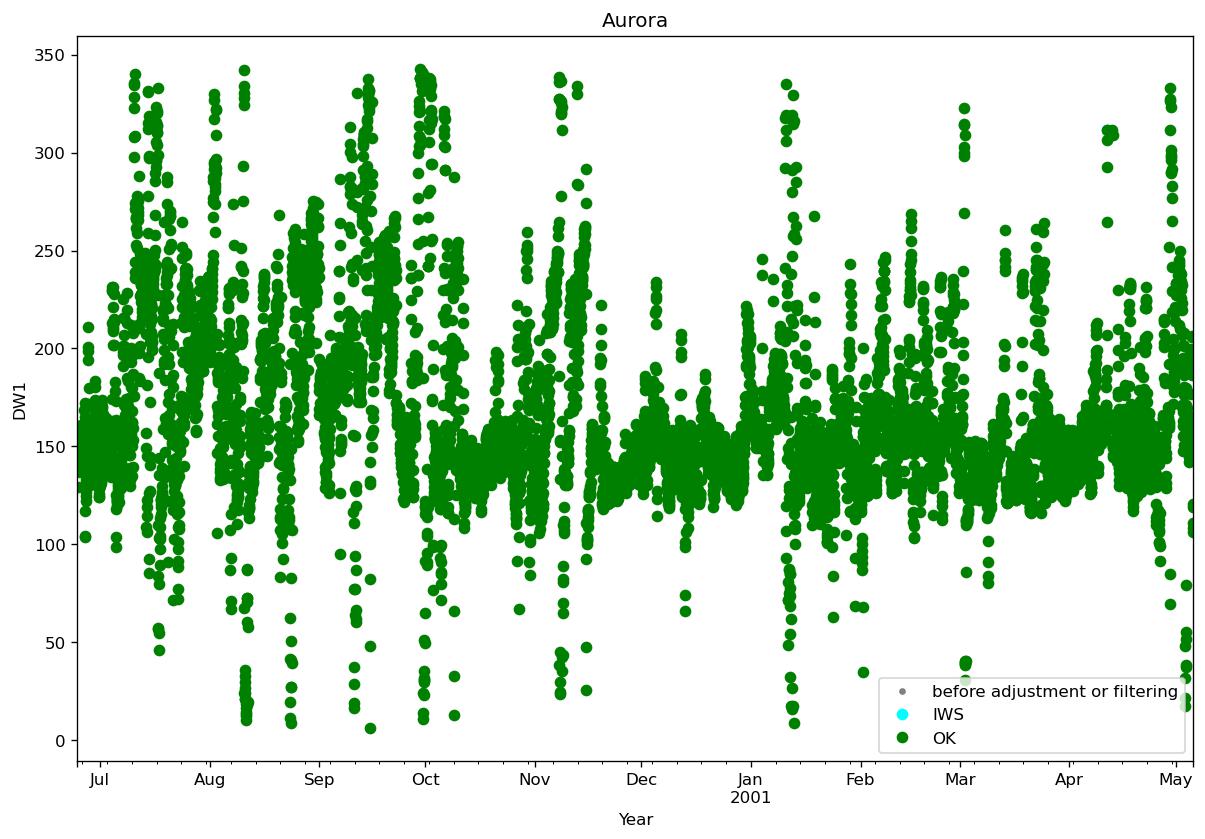 Aurora
350
300
250
200
150
100
50
0
DW1
Jul Aug Sep Oct Nov Dec Jan Feb Mar Apr May
2001
Year
before adjustment or filtering
IWS
OK